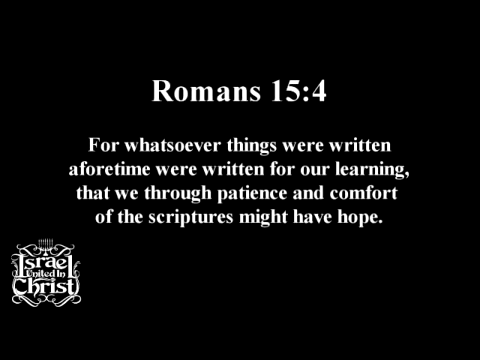 Romans 15:4
For whatsoever things were written
aforetime were written for our learning,
that we through patience and comfort
of the scriptures might have hope.
Israel
United In
Christ